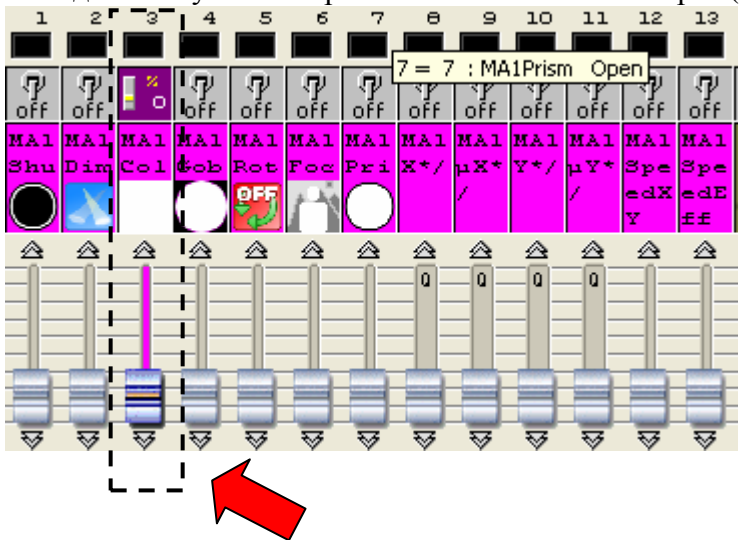 1 2 3 4 5 6 7 8 9 10 11 12 13
7 = 7 : MA1Prism Open
off off % off off off off off off off off off off
MA1 MA1 MA1 MA1 MA1 MA1 MA1 MA1 MA1 MA1 MA1 MA1 MA1
Shu Dim Col Gob Rot Foc Pri X*/ µX* Y*/ µY* Spe Spe
/ / edX edE
OFF Y ff
Q Q Q Q